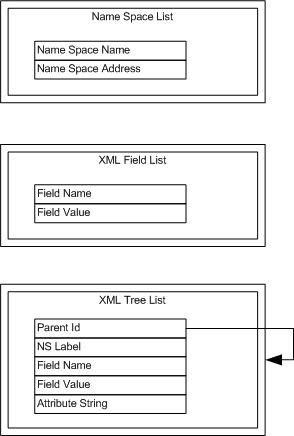 Name Space List
Name Space Name
Name Space Address
XML Field List
Field Name
Field Value
XML Tree List
Parent Id
NS Label
Field Name
Field Value
Attribute String